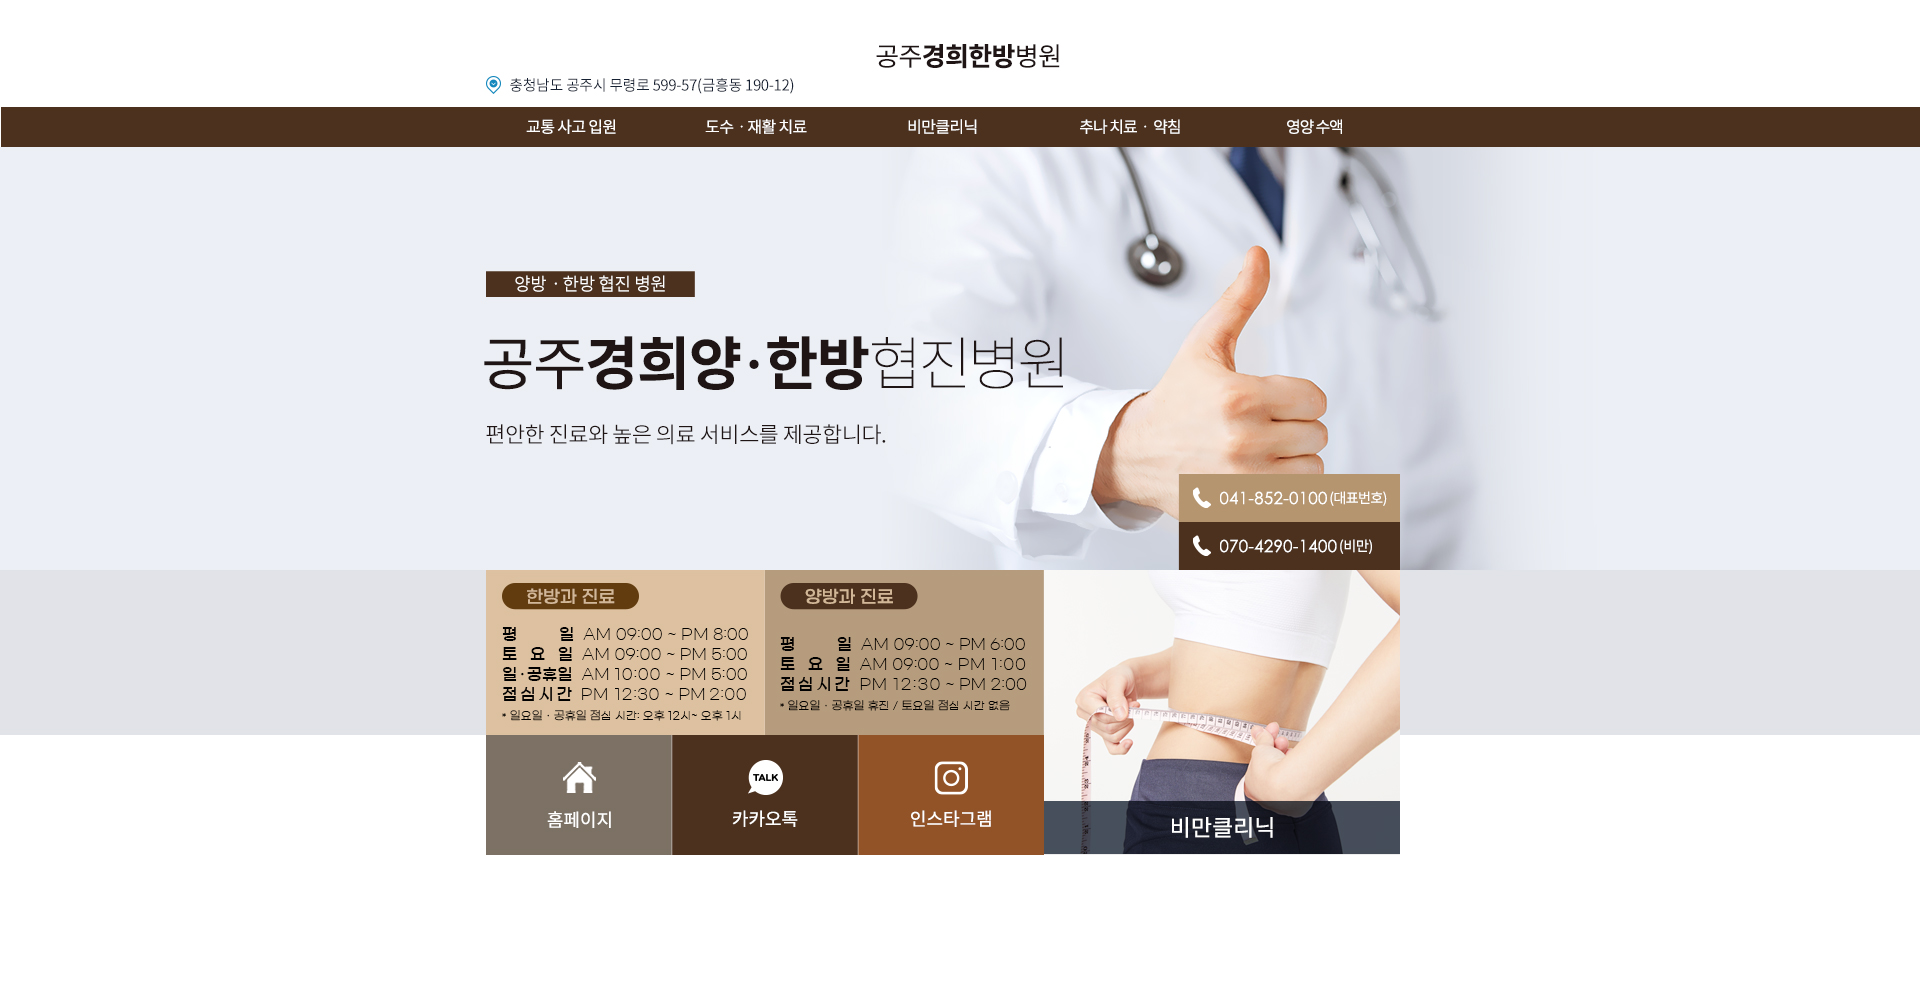 공주경희한방병원
충청남도 공주시 무령로 599-57(금흥동 190-12)
교통 사고 입원
도수 · 재활 치료
비만클리닉
추나 치료 · 약침
영양 수액
양방 · 한방 협진 병원
공주경희양·한방협진병원
편안한 진료와 높은 의료 서비스를 제공합니다.
041-852-0100(대표번호)
070-4290-1400(비만)
한방과 진료
평 일 AM 09:00 ~ PM 8:00
토 요 일 AM 09:00 ~ PM 5:00
일·공휴일 AM 10:00 ~ PM 5:00
점심시간 PM 12:30 ~ PM 2:00
* 일요일 · 공휴일 점심 시간: 오후 12시~ 오후 1시
양방과 진료
평 일 AM 09:00 ~ PM 6:00
토 요 일 AM 09:00 ~ PM 1:00
점심시간 PM 12:30 ~ PM 2:00
* 일요일 · 공휴일 휴진 / 토요일 점심 시간 없음
홈페이지
TALK
카카오톡
인스타그램
비만클리닉